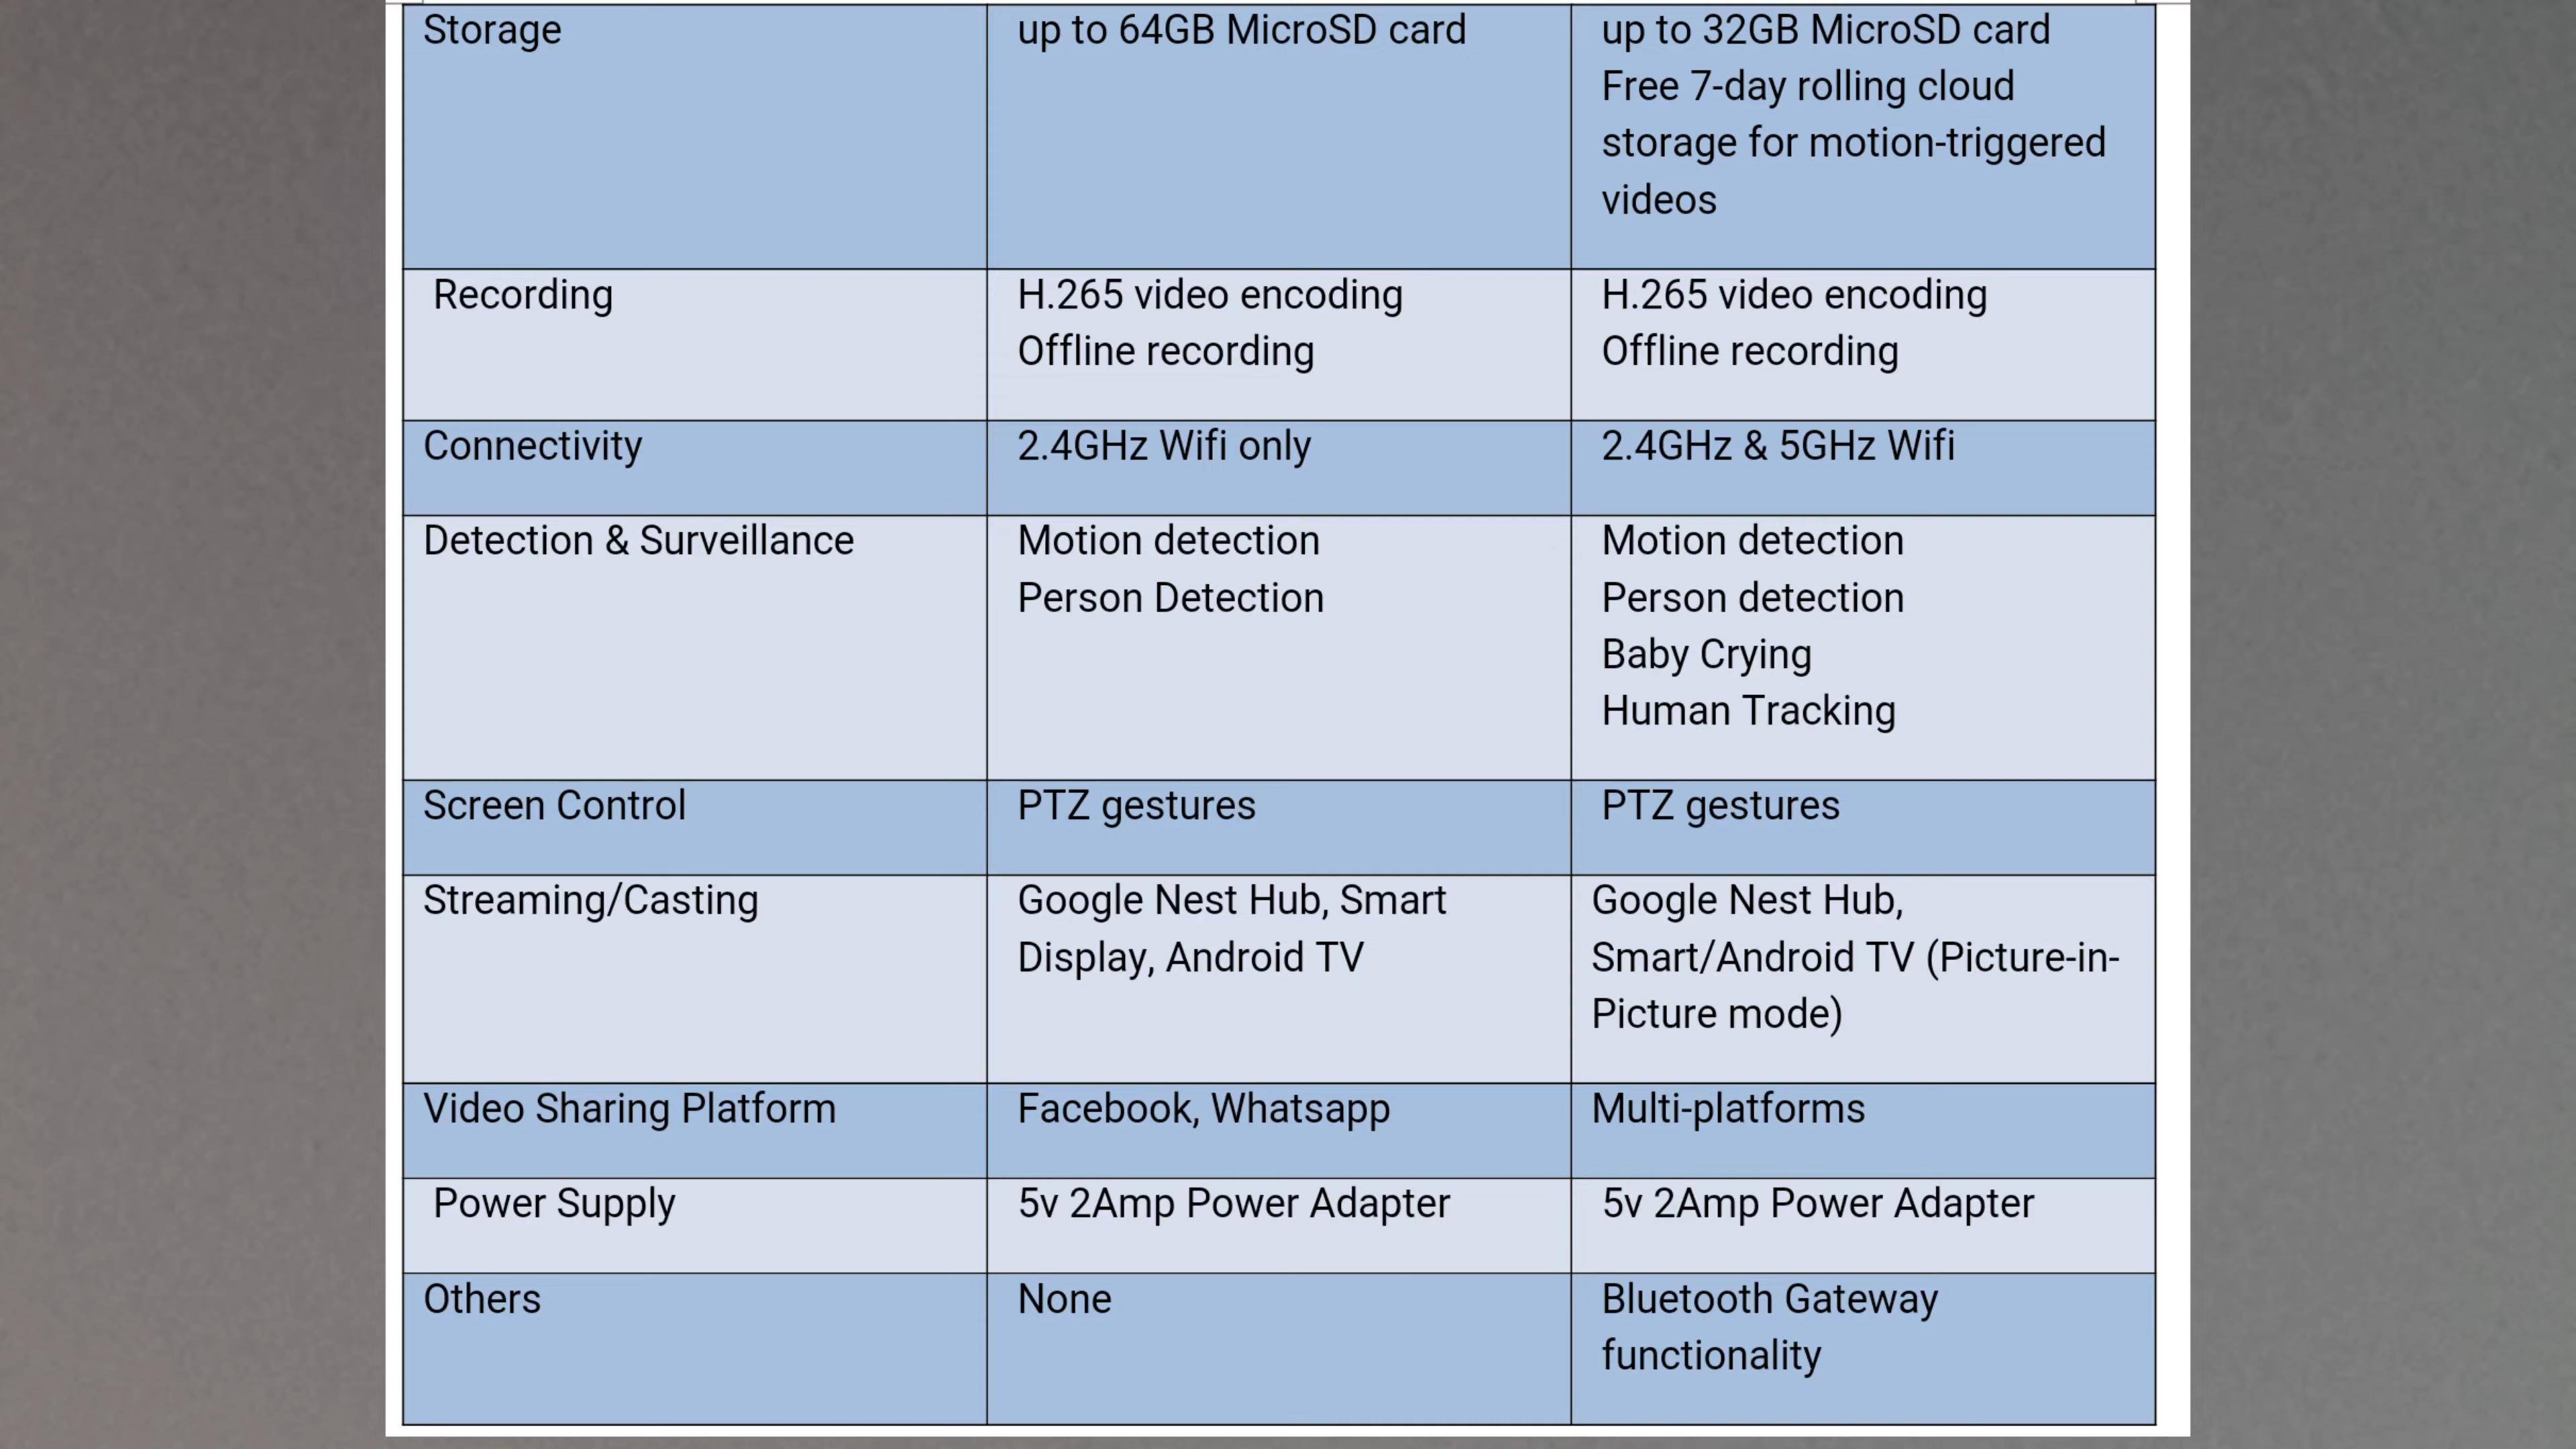 Storage
up to 64GB MicroSD card
up to 32GB MicroSD card
Free 7-day rolling cloud
storage for motion-triggered
videos
Recording
H.265 video encoding
Offline recording
H.265 video encoding
Offline recording
Connectivity
2.4GHz Wifi only
2.4GHz & 5GHz Wifi
Detection & Surveillance
Motion detection
Person Detection
Motion detection
Person detection
Baby Crying
Human Tracking
Screen Control
PTZ gestures
PTZ gestures
Streaming/Casting
Google Nest Hub, Smart
Display, Android TV
Google Nest Hub,
Smart/Android TV (Picture-in-
Picture mode)
Video Sharing Platform
Facebook, Whatsapp
Multi-platforms
Power Supply
5v 2Amp Power Adapter
5v 2Amp Power Adapter
Others
None
Bluetooth Gateway
functionality